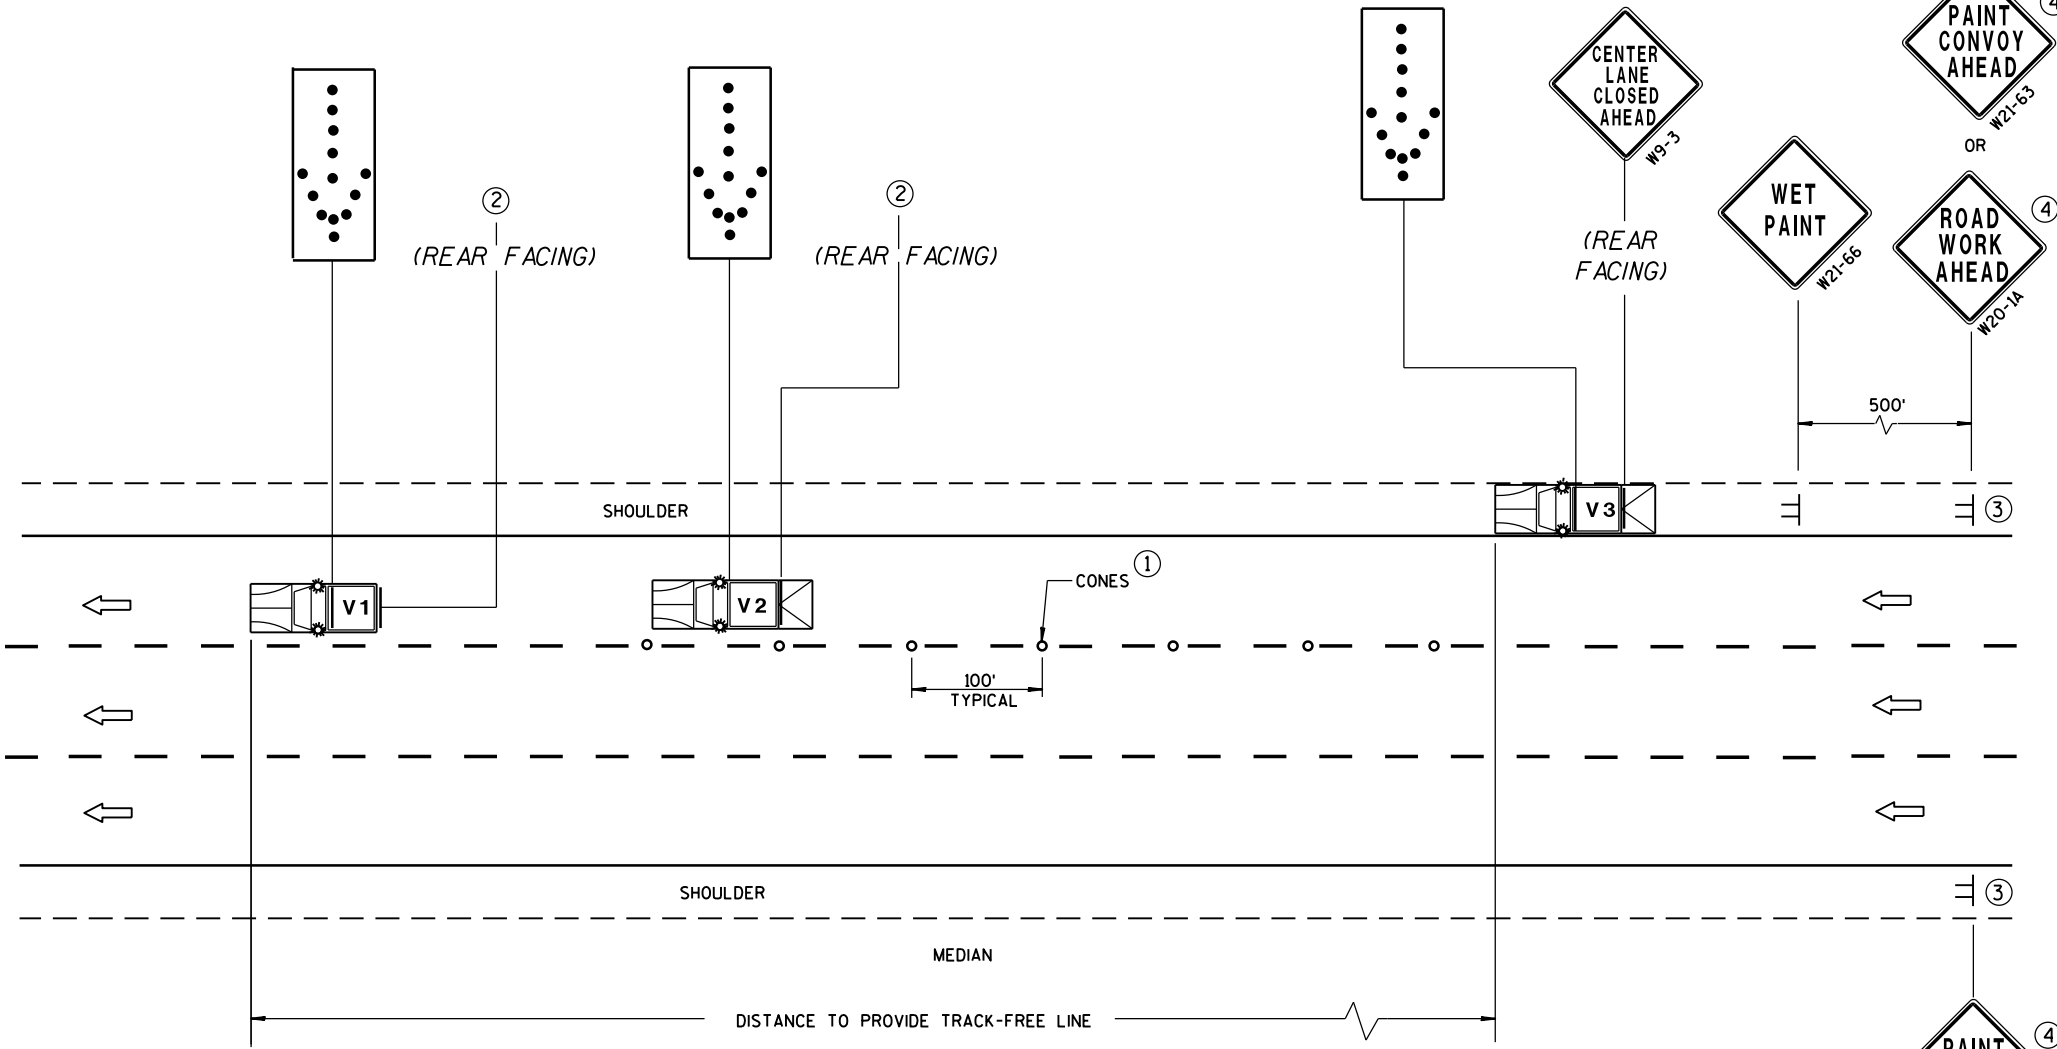 PAINT
CONVOY
AHEAD
4
W21-63
OR
CENTER
LANE
CLOSED
AHEAD
W9-3
WET
PAINT
W21-66
ROAD
WORK
AHEAD
4
W20-1A
2
(REAR FACING)
2
(REAR FACING)
(REAR
FACING)
500'
SHOULDER
V3
3
V1
V2
CONES
1
100'
TYPICAL
SHOULDER
3
MEDIAN
DISTANCE TO PROVIDE TRACK-FREE LINE
PAINT
4